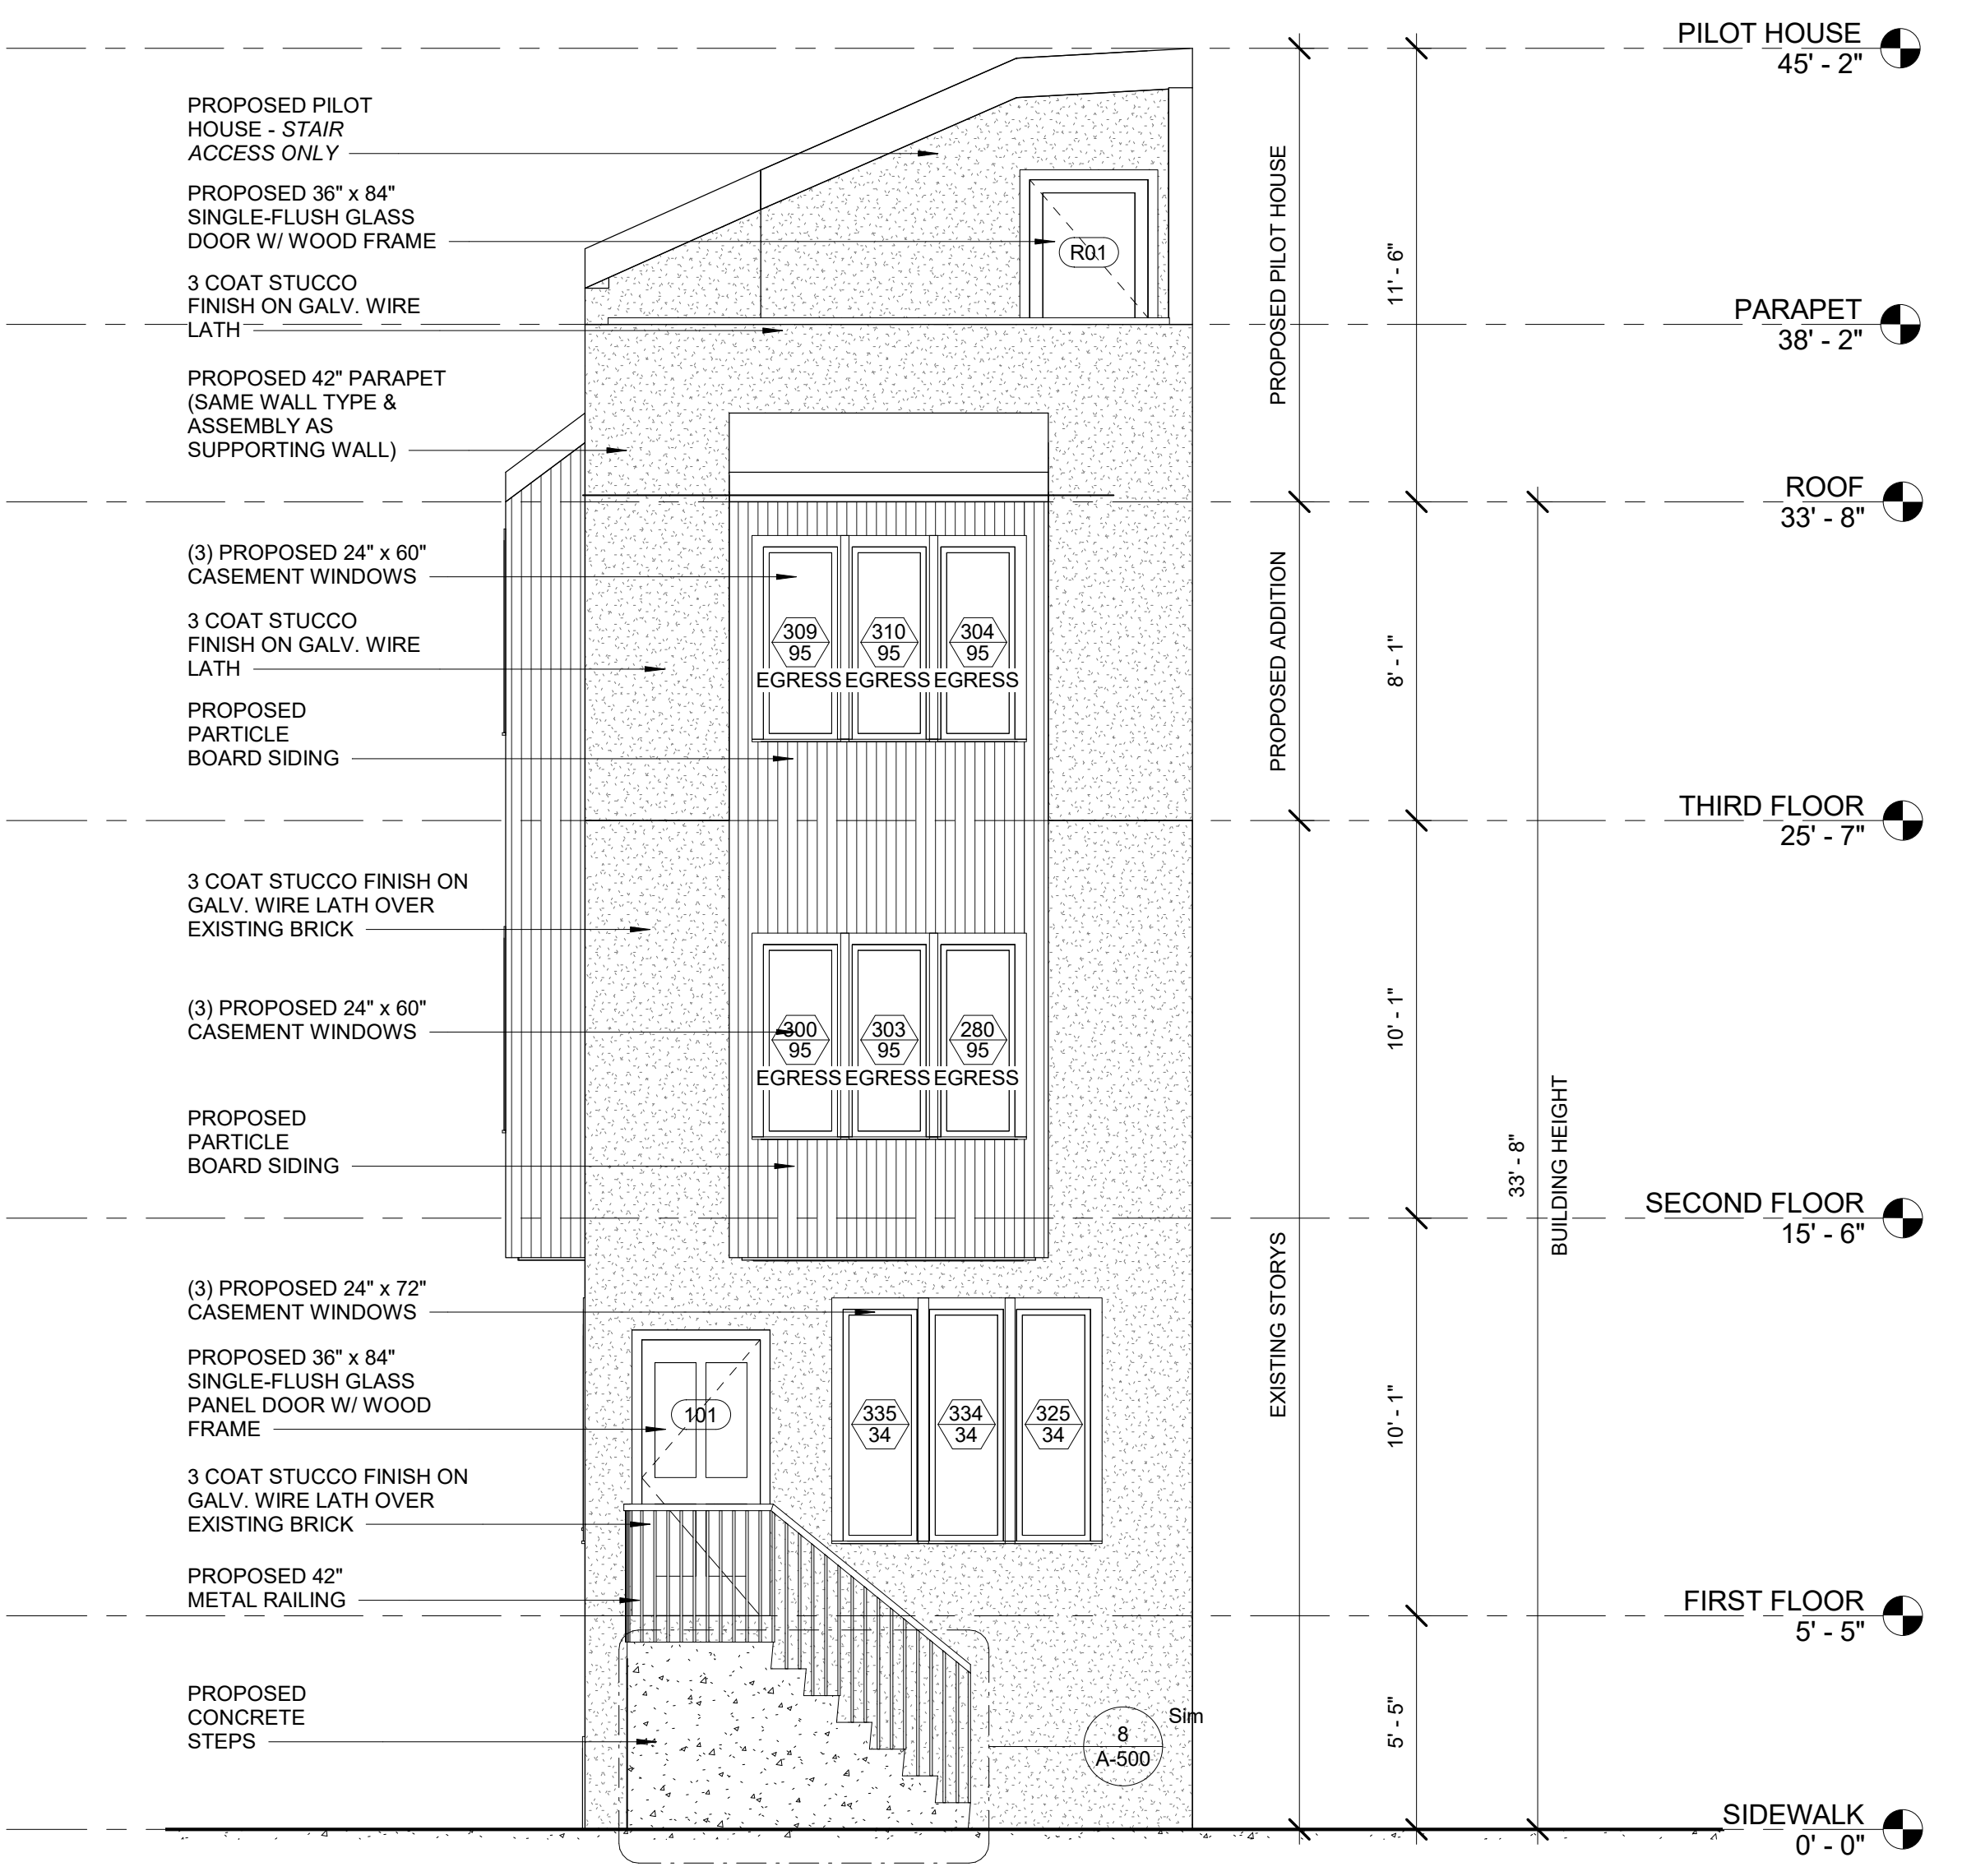 PILOT HOUSE
45' - 2"
PROPOSED PILOT
HOUSE - STAIR
ACCESS ONLY
PROPOSED 36" x 84"
SINGLE-FLUSH GLASS
DOOR W/ WOOD FRAME
R01
3 COAT STUCCO
FINISH ON GALV. WIRE
LATH
PROPOSED PILOT HOUSE
11' - 6"
PARAPET
38' - 2"
PROPOSED 42" PARAPET
(SAME WALL TYPE &
ASSEMBLY AS
SUPPORTING WALL)
ROOF
33' - 8"
(3) PROPOSED 24" x 60"
CASEMENT WINDOWS
309
95
EGRESS
310
95
EGRESS
304
95
EGRESS
3 COAT STUCCO
FINISH ON GALV. WIRE
LATH
PROPOSED ADDITION
8' - 1"
PROPOSED
PARTICLE
BOARD SIDING
THIRD FLOOR
25' - 7"
3 COAT STUCCO FINISH ON
GALV. WIRE LATH OVER
EXISTING BRICK
(3) PROPOSED 24" x 60"
CASEMENT WINDOWS
300
95
EGRESS
303
95
EGRESS
280
95
EGRESS
10' - 1"
PROPOSED
PARTICLE
BOARD SIDING
33' - 8"
BUILDING HEIGHT
SECOND FLOOR
15' - 6"
(3) PROPOSED 24" x 72"
CASEMENT WINDOWS
PROPOSED 36" x 84"
SINGLE-FLUSH GLASS
PANEL DOOR W/ WOOD
FRAME
101
335
34
334
34
325
34
EXISTING STORYS
10' - 1"
3 COAT STUCCO FINISH ON
GALV. WIRE LATH OVER
EXISTING BRICK
PROPOSED 42"
METAL RAILING
FIRST FLOOR
5' - 5"
PROPOSED
CONCRETE
STEPS
8
A-500
Sim
5' - 5"
SIDEWALK
0' - 0"